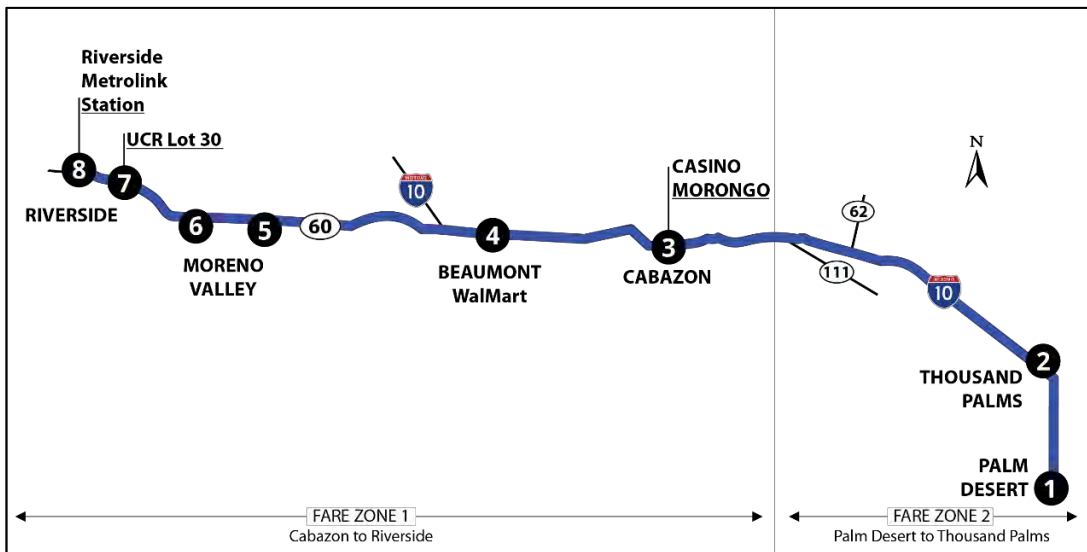 Riverside
Metrolink
Station
UCR Lot 30
8
7
RIVERSIDE
6
5
60
MORENO
VALLEY
10
4
BEAUMONT
WalMart
CASINO
MORONGO
3
CABAZON
N
62
111
10
2
THOUSAND
PALMS
PALM
DESERT
1
FARE ZONE 1
Cabazon to Riverside
FARE ZONE 2
Palm Desert to Thousand Palms